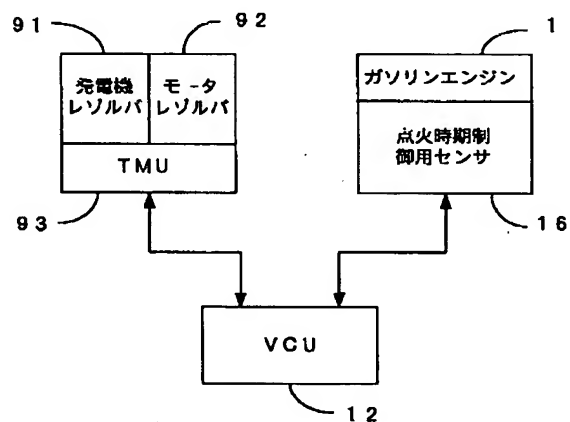 91
92
発電機
レゾルバ
モ-タ
レゾルバ
TMU
93
1
ガソリンエンジン
点火時期制
御用センサ
16
VCU
12